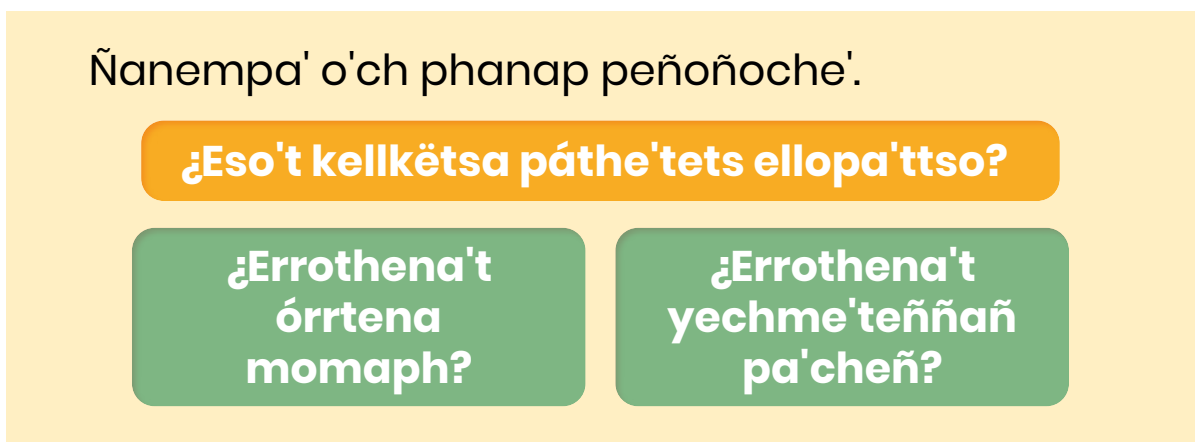 Ñanempa' o'ch phanap peñoñoche'.
¿Eso't kellkëtsa páthe'tets ellopa'ttso?
¿Errothena't
órrtena
momaph?
¿Errothena't
yechme'teññañ
pa'cheñ?